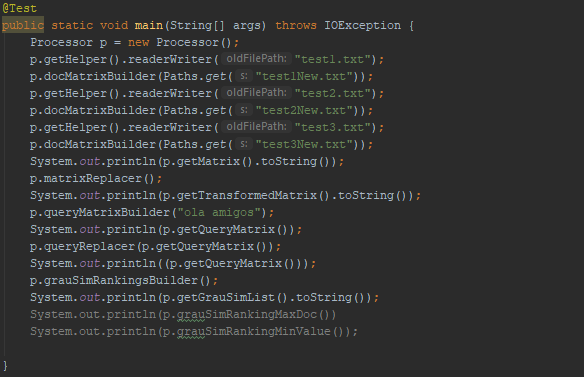 @Test
public static void main(String[] args) throws IOException {
Processor p = new Processor();
p.getHelper().readerWriter( oldFilePath: "test1.txt");
p.docMatrixBuilder(Paths.get( s: "test1New.txt"));
p.getHelper().readerWriter( oldFilePath: "test2.txt");
p.docMatrixBuilder(Paths.get( s: "test2New.txt"));
p.getHelper().readerWriter( oldFilePath: "test3.txt");
p.docMatrixBuilder(Paths.get( s: "test3New.txt"));
System.out.println(p.getMatrix().toString());
p.matrixReplacer();
System.out.println(p.getTransformedMatrix().toString());
p.queryMatrixBuilder("ola amigos");
System.out.println(p.getQueryMatrix());
p.queryReplacer(p.getQueryMatrix());
System.out.println((p.getQueryMatrix()));
p.grauSimRankingsBuilder();
System.out.println(p.getGrauSimList().toString());
System.out.println(p.grauSimRankingMaxDoc())
System.out.println(p.grauSimRankingMinValue());
}